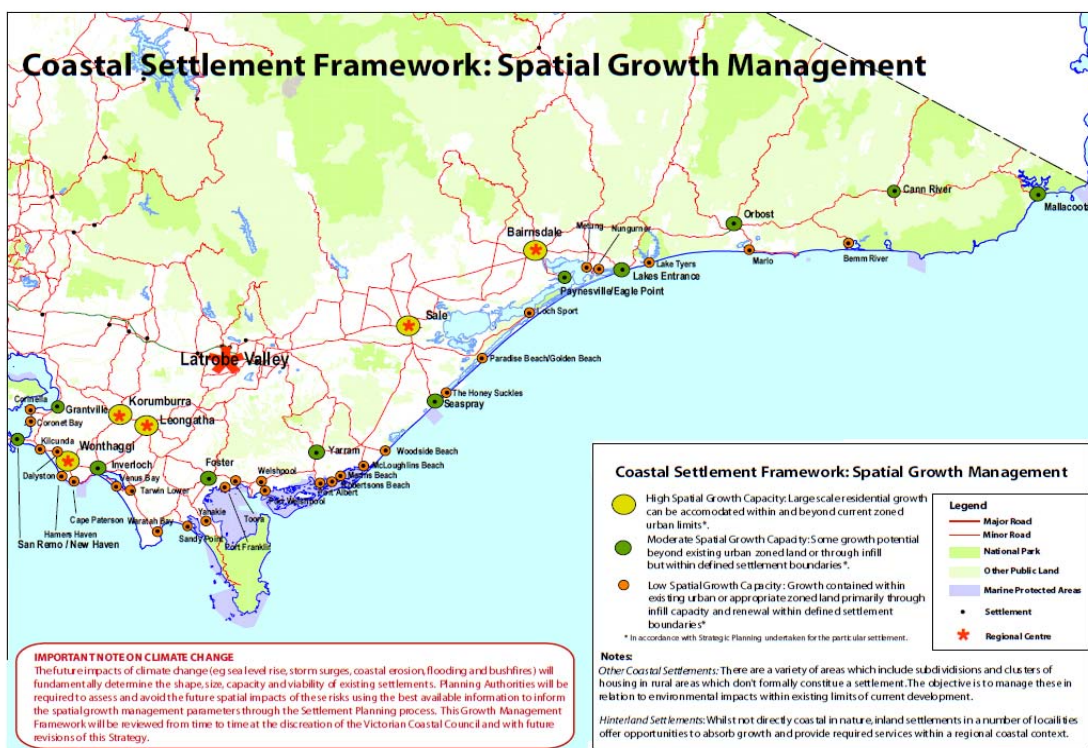 Coastal Settlement Framework: Spatial Growth Management
Cann River
Mallacoota
Orbost
Bairnsdale
Metung
Nungurner
Lake Tyers
Marlo
Bemm River
Lakes Entrance
Paynesville/Eagle Point
Sale
Loch Sport
Latrobe Valley
Paradise Beach/Golden Beach
The Honey Suckles
Seaspray
Corinella
Grantville
Korumburra
Coronet Bay
Leongatha
Kilcunda
Wonthaggi
Dalyston
Inverloch
Foster
Yarram
Woodside Beach
Welshpool
McLoughlins Beach
Venus Bay
Manns Beach
Robertsons Beach
Port Albert
Tarwin Lower
Port Welshpool
Yanakie
Cape Paterson
Waratah Bay
Toora
Hamers Haven
Sandy Point
San Remo / New Haven
Port Franklin
IMPORTANT NOTE ON CLIMATE CHANGE
The future impacts of climate change (eg sea level rise, storm surges, coastal erosion, flooding and bushfires) will
fundamentally determine the shape, size, capacity and viability of existing settlements. Planning Authorities will be
required to assess and avoid the future spatial impacts of these risks using the best available information to inform
the spatial growth management parameters through the Settlement Planning process. This Growth Management
Framework will be reviewed from time to time at the discretion of the Victorian Coastal Council and with future
revisions of this Strategy.
Coastal Settlement Framework: Spatial Growth Management
High Spatial Growth Capacity: Large scale residential growth
can be accomodated within and beyond current zoned
urban limits*.
Moderate Spatial Growth Capacity: Some growth potential
beyond existing urban zoned land or through infill
but within defined settlement boundaries*.
Low Spatial Growth Capacity: Growth contained within
existing urban or appropriate zoned land primarily through
infill capacity and renewal within defined settlement
boundaries*
* In accordance with Strategic Planning undertaken for the particular settlement.
Legend
Major Road
Minor Road
National Park
Other Public Land
Marine Protected Areas
Settlement
Regional Centre
Notes:
Other Coastal Settlements: There are a variety of areas which include subdividisions and clusters of
housing in rural areas which don't formally constitute a settlement. The objective is to manage these in
relation to environmental impacts within existing limits of current development.
Hinterland Settlements: Whilst not directly coastal in nature, inland settlements in a number of locailities
offer opportunities to absorb growth and provide required services within a regional coastal context.